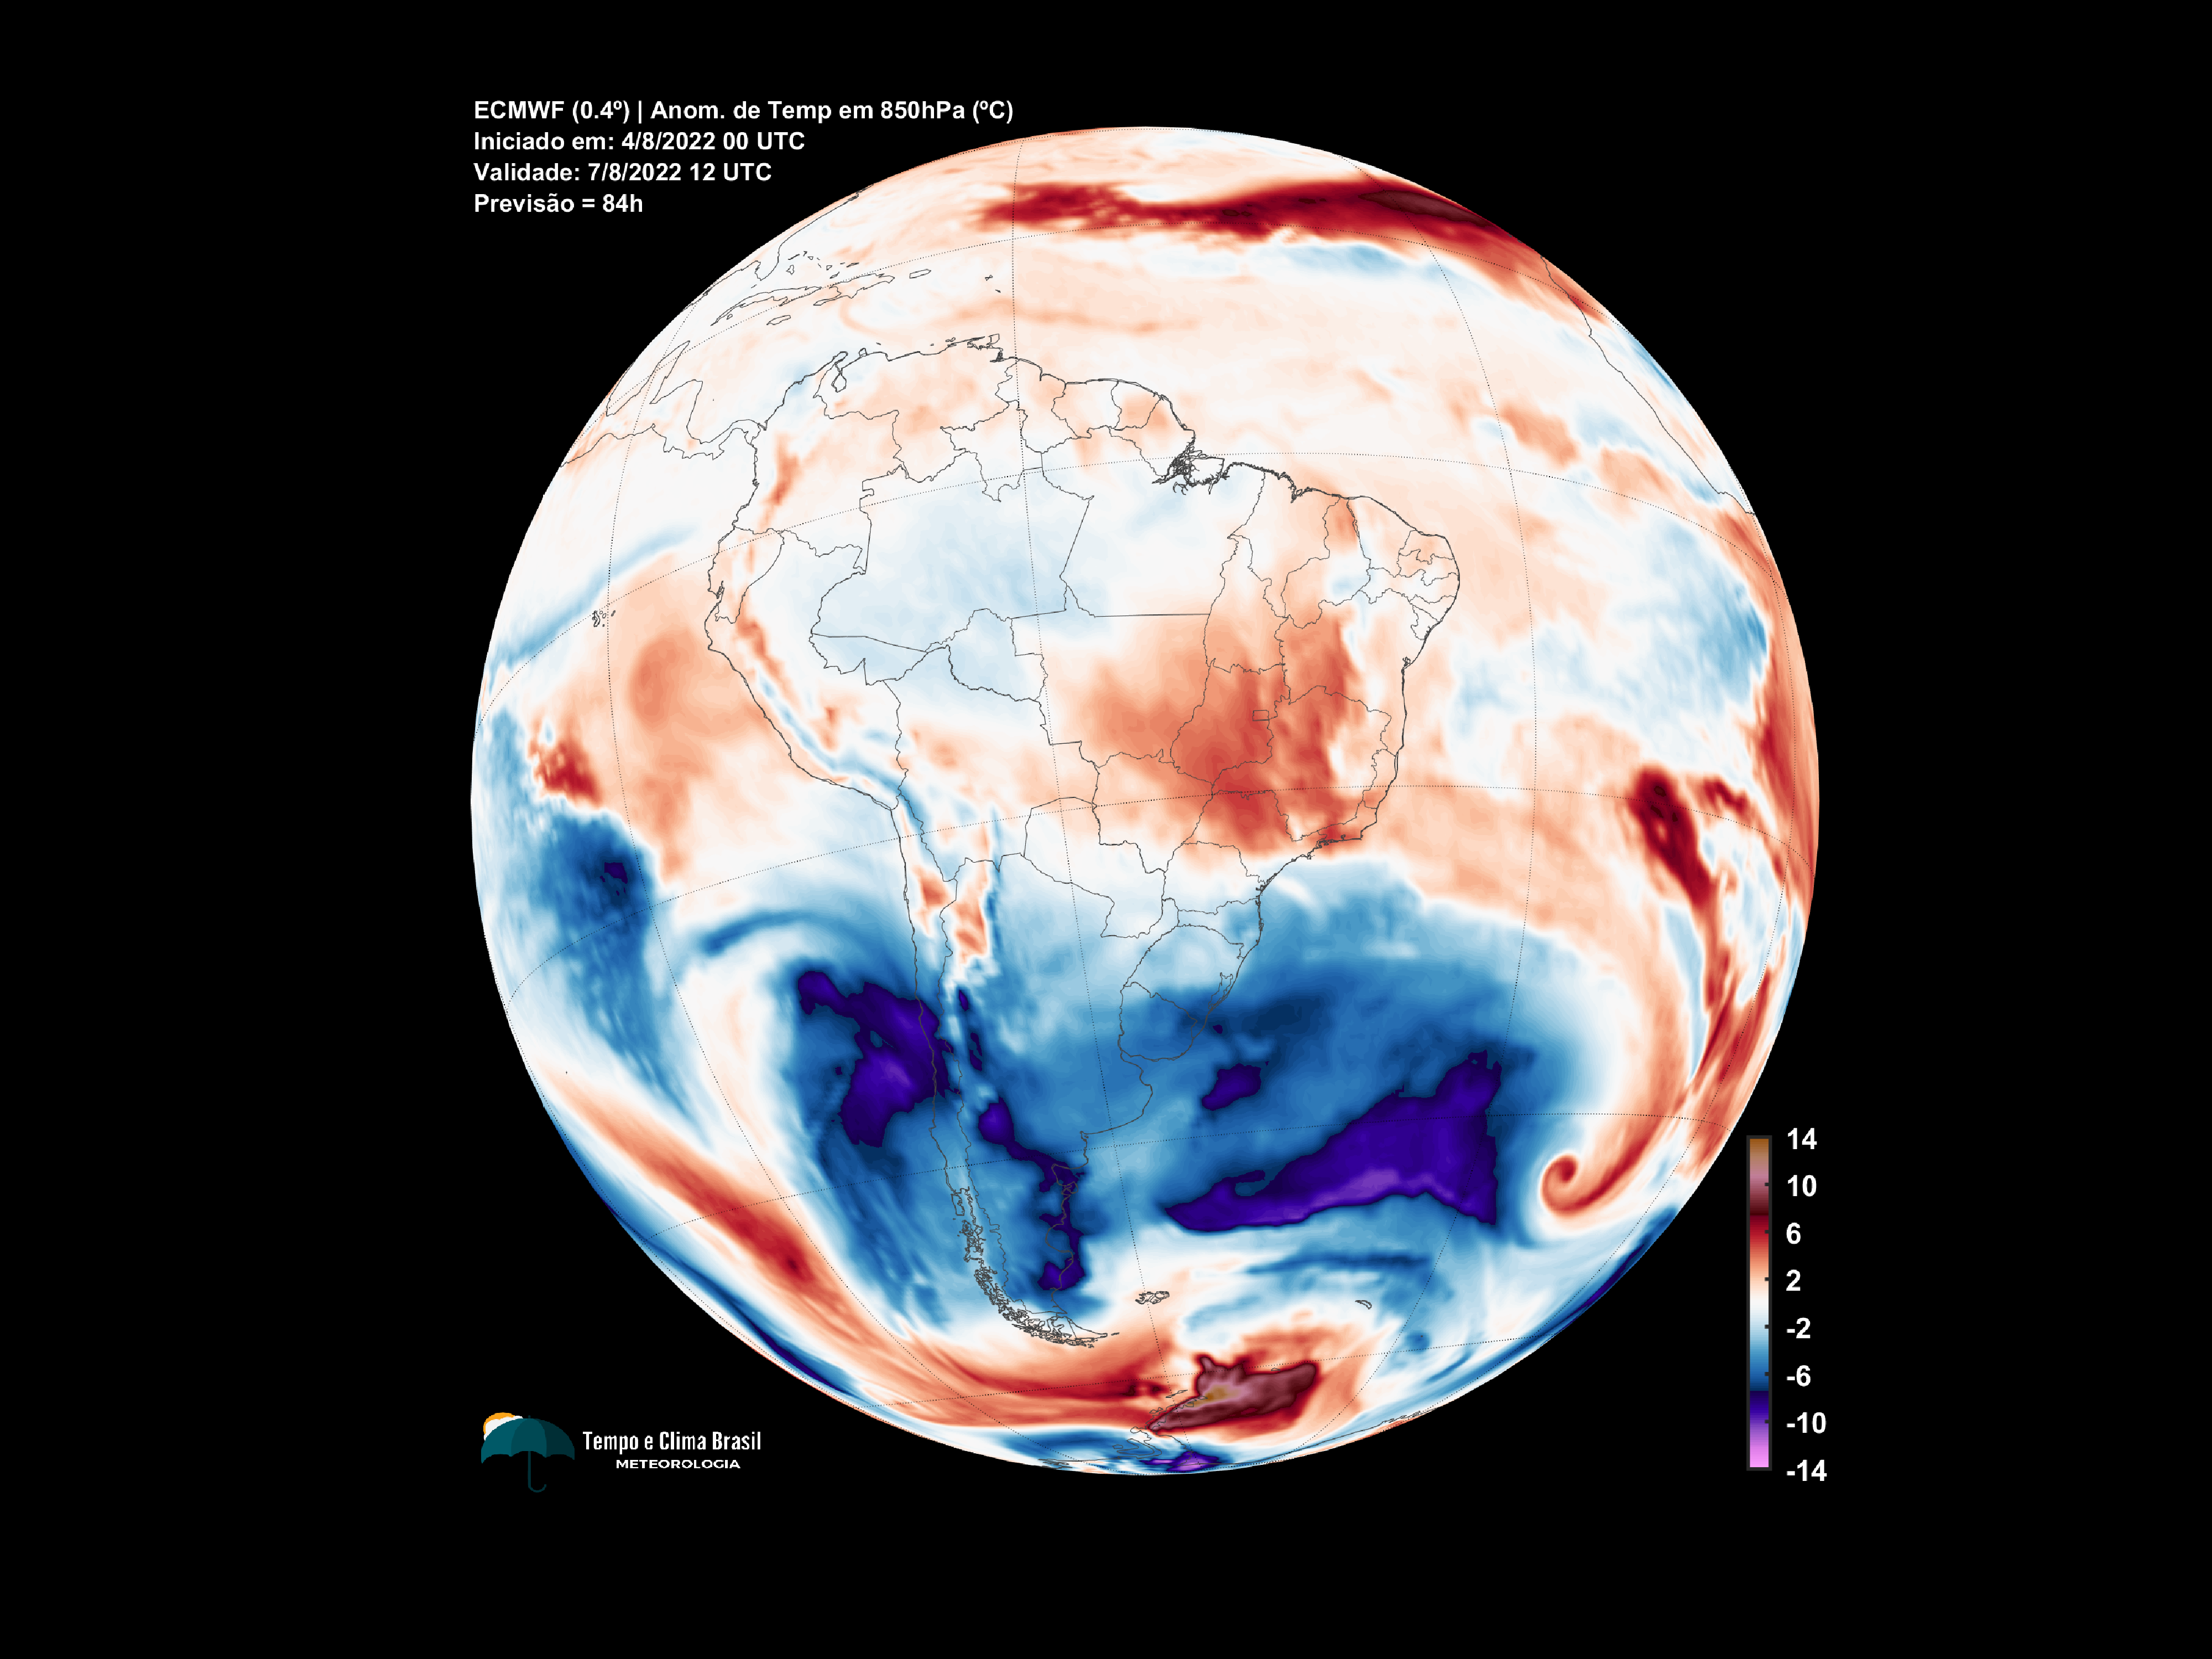 ECMWF (0.4º) | Anom. de Temp em 850hPa (ºC)
Iniciado em: 4/8/2022 00 UTC
Validade: 7/8/2022 12 UTC
Previsão = 84h
14
10
6
2
-2
-6
-10
-14
Tempo e Clima Brasil
METEOROLOGIA